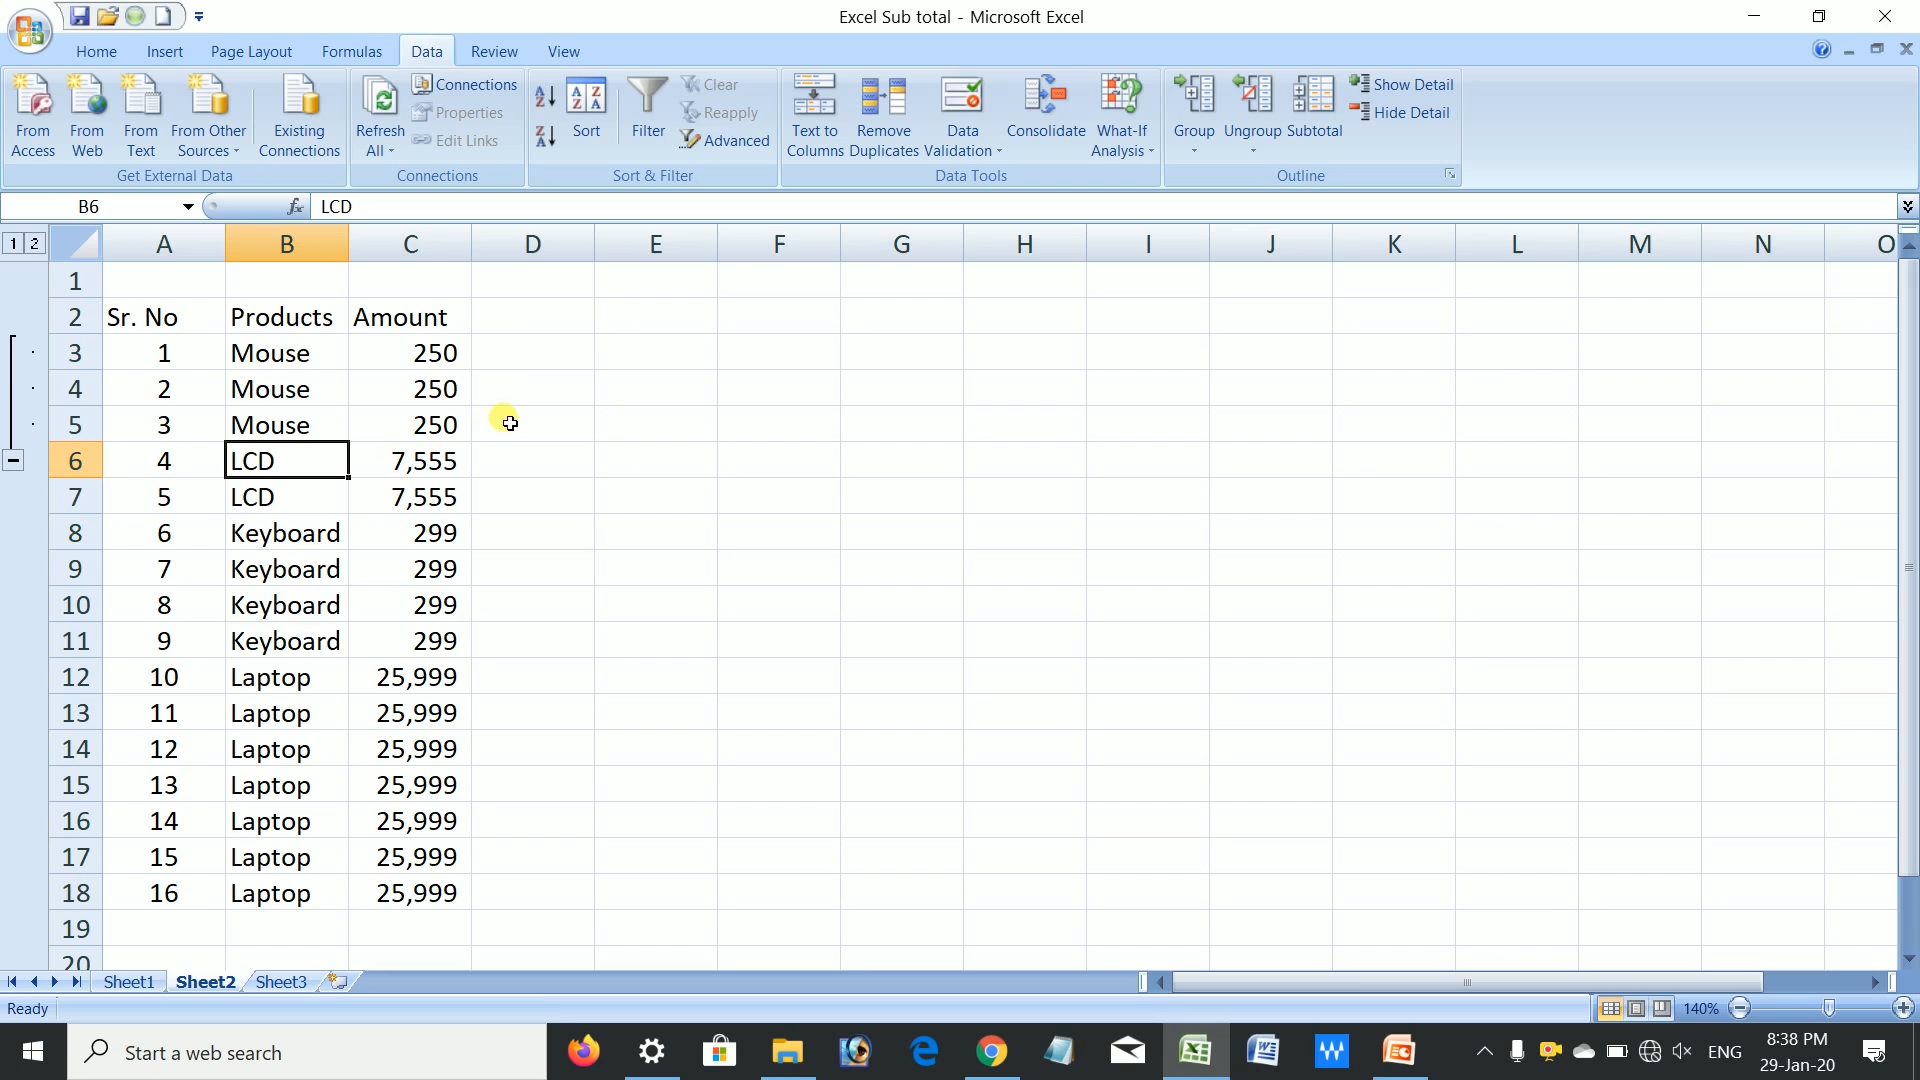 Excel Sub total - Microsoft Excel
Home Insert Page Layout Formulas Data Review View
From Access
From Web
From Text
From Other Sources
Existing Connections
Get External Data
Refresh All
Connections
Properties
Edit Links
Connections
Sort
Filter
Clear
Reapply
Advanced
Sort & Filter
Text to Columns
Remove Duplicates
Data Validation
Consolidate
What-If Analysis
Data Tools
Group
Ungroup
Subtotal
Show Detail
Hide Detail
Outline
B6 fx LCD
1 2 A B C D E F G H I J K L M N O
1
2 Sr. No Products Amount
3 1 Mouse 250
4 2 Mouse 250
5 3 Mouse 250
6 4 LCD 7,555
7 5 LCD 7,555
8 6 Keyboard 299
9 7 Keyboard 299
10 8 Keyboard 299
11 9 Keyboard 299
12 10 Laptop 25,999
13 11 Laptop 25,999
14 12 Laptop 25,999
15 13 Laptop 25,999
16 14 Laptop 25,999
17 15 Laptop 25,999
18 16 Laptop 25,999
19
20
Sheet1 Sheet2 Sheet3
Ready 140%
Start a web search ENG 8:38 PM
29-Jan-20